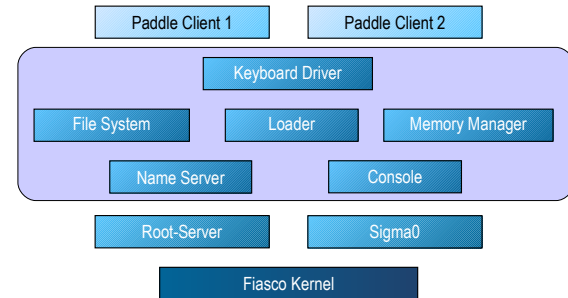 Paddle Client 1
Paddle Client 2
Keyboard Driver
File System
Loader
Memory Manager
Name Server
Console
Root-Server
Sigma0
Fiasco Kernel